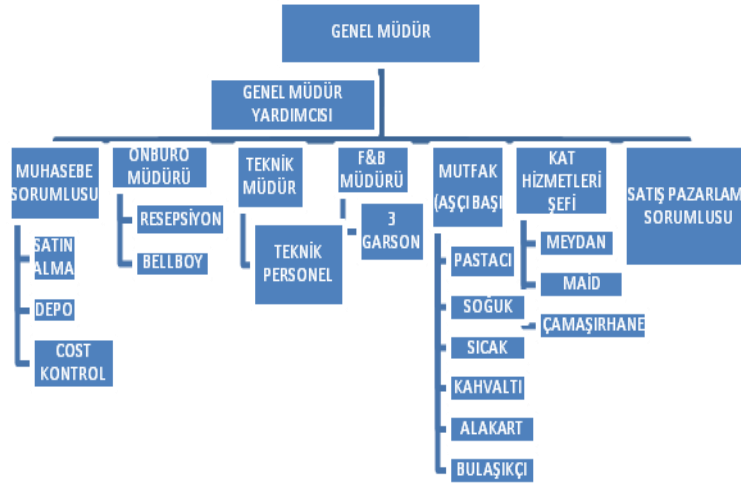 GENEL MÜDÜR
GENEL MÜDÜR
YARDIMCISI
MUHASEBE
SORUMLUSU
SATIN
ALMA
DEPO
COST
KONTROL
ÖNBÜRO
MÜDÜRÜ
RESEPSİYON
BELLBOY
TEKNİK
MÜDÜR
TEKNİK
PERSONEL
F&B
MÜDÜRÜ
3
GARSON
MUTFAK
(AŞÇI BAŞI
PASTACI
SOĞUK
SICAK
KAHVALTI
ALAKART
BULAŞIKÇI
KAT
HİZMETLERİ
ŞEFİ
MEYDAN
MAİD
ÇAMAŞIRHANE
SATIŞ PAZARLAM
SORUMLUSU